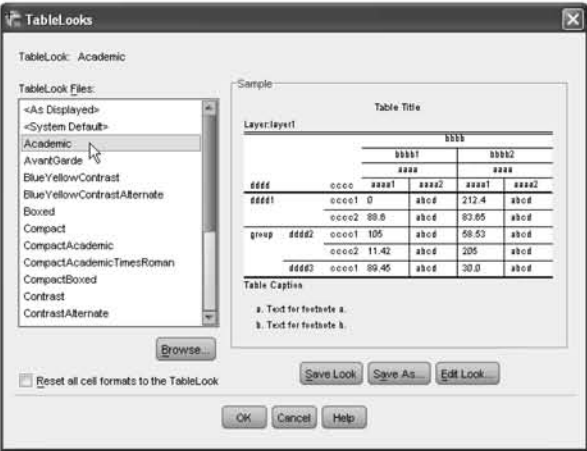 TableLooks
TableLook: Academic
TableLook Files:
<As Displayed>
<System Default>
Academic
AvantGarde
BlueYellowContrast
BlueYellowContrastAlternate
Boxed
Compact
CompactAcademic
CompactAcademicTimesRoman
CompactBoxed
Contrast
ContrastAlternate
Browse...
Reset all cell formats to the TableLook
Sample
Table Title
Layer:layer1
bbbb
bbbb1 bbbb2
aaaa aaaa
dddd cccc aaaa1 aaaa2 aaaa1 aaaa2
dddd1 cccc1 0 abcd 212.4 abcd
cccc2 88.6 abcd 83.65 abcd
group dddd2 cccc1 105 abcd 58.53 abcd
cccc2 11.42 abcd 205 abcd
dddd3 cccc1 89.45 abcd 30.0 abcd
Table Caption
a. Text for footnote a.
b. Text for footnote b.
Save Look Save As... Edit Look...
OK Cancel Help